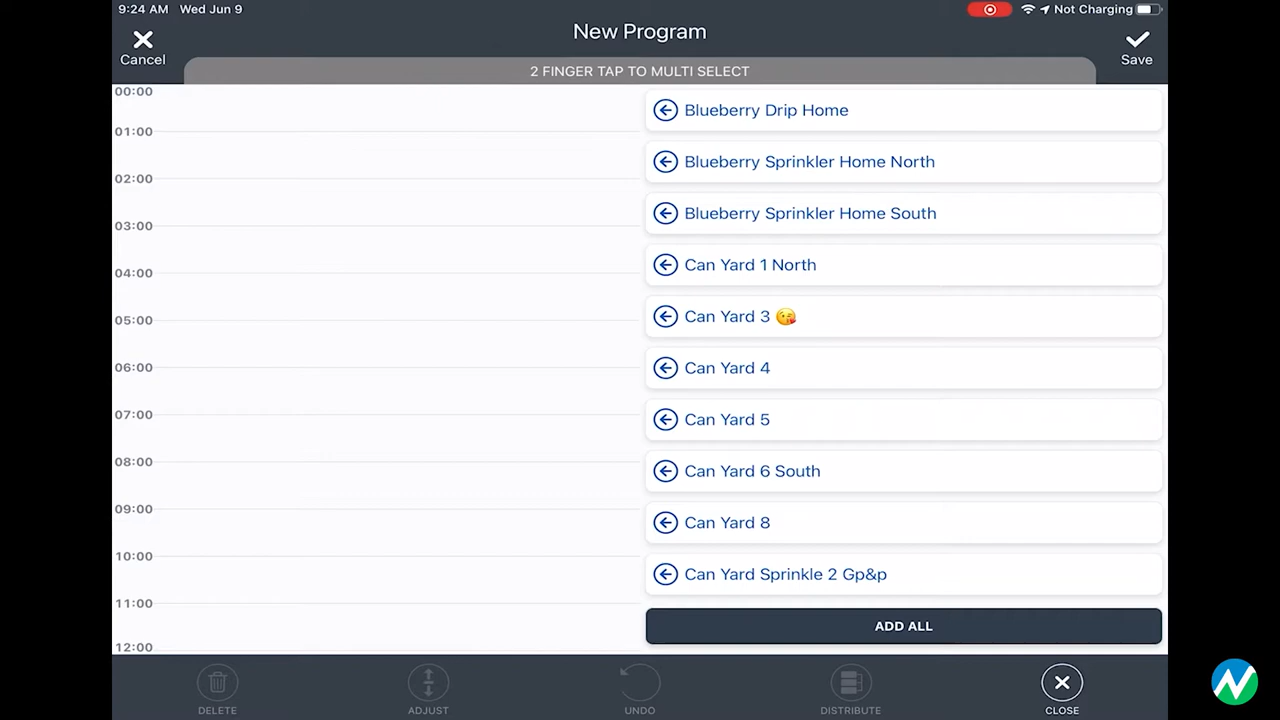 9:24 AM Wed Jun 9
Not Charging
New Program
Cancel
Save
2 FINGER TAP TO MULTI SELECT
00:00
01:00
02:00
03:00
04:00
05:00
06:00
07:00
08:00
09:00
10:00
11:00
12:00
Blueberry Drip Home
Blueberry Sprinkler Home North
Blueberry Sprinkler Home South
Can Yard 1 North
Can Yard 3 😘
Can Yard 4
Can Yard 5
Can Yard 6 South
Can Yard 8
Can Yard Sprinkle 2 Gp&p
ADD ALL
DELETE
ADJUST
UNDO
DISTRIBUTE
CLOSE